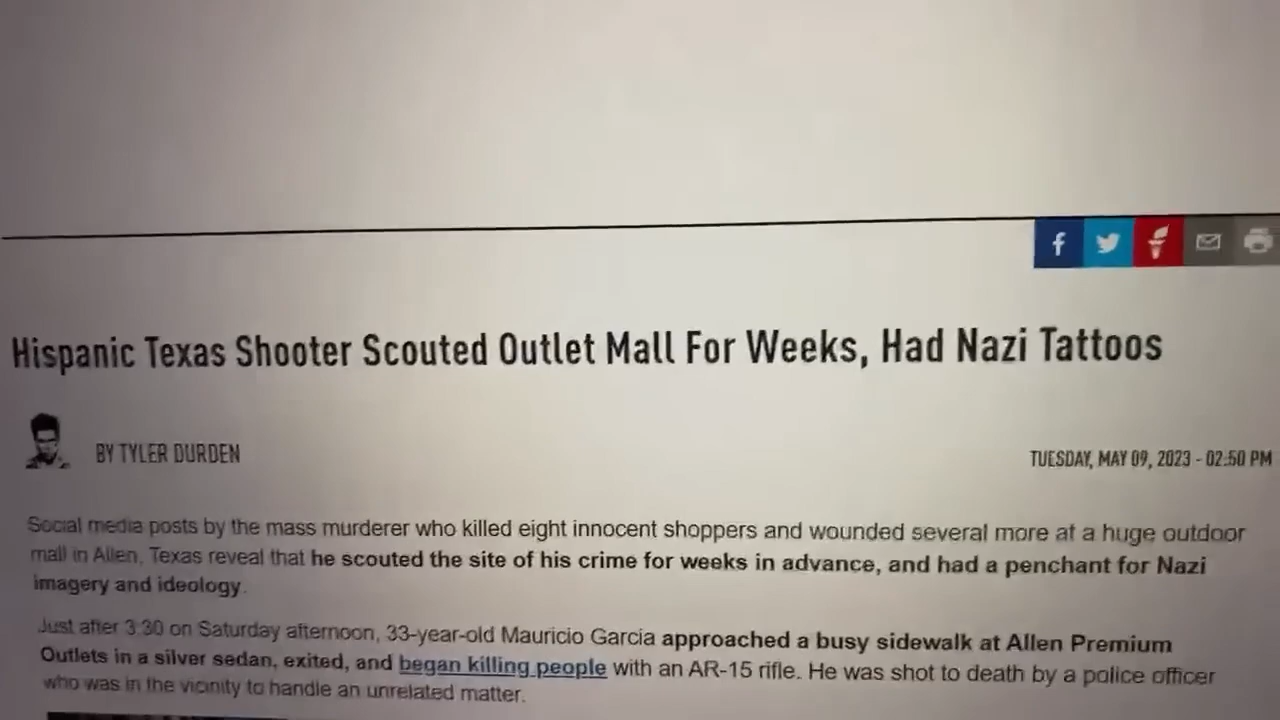 Hispanic Texas Shooter Scouted Outlet Mall For Weeks, Had Nazi Tattoos
BY TYLER DURDEN
TUESDAY, MAY 09, 2023 - 02:50 PM
Social media posts by the mass murderer who killed eight innocent shoppers and wounded several more at a huge outdoor
mall in Allen, Texas reveal that he scouted the site of his crime for weeks in advance, and had a penchant for Nazi
imagery and ideology.
Just after 3:30 on Saturday afternoon, 33-year-old Mauricio Garcia approached a busy sidewalk at Allen Premium
Outlets in a silver sedan, exited, and began killing people with an AR-15 rifle. He was shot to death by a police officer
who was in the vicinity to handle an unrelated matter.